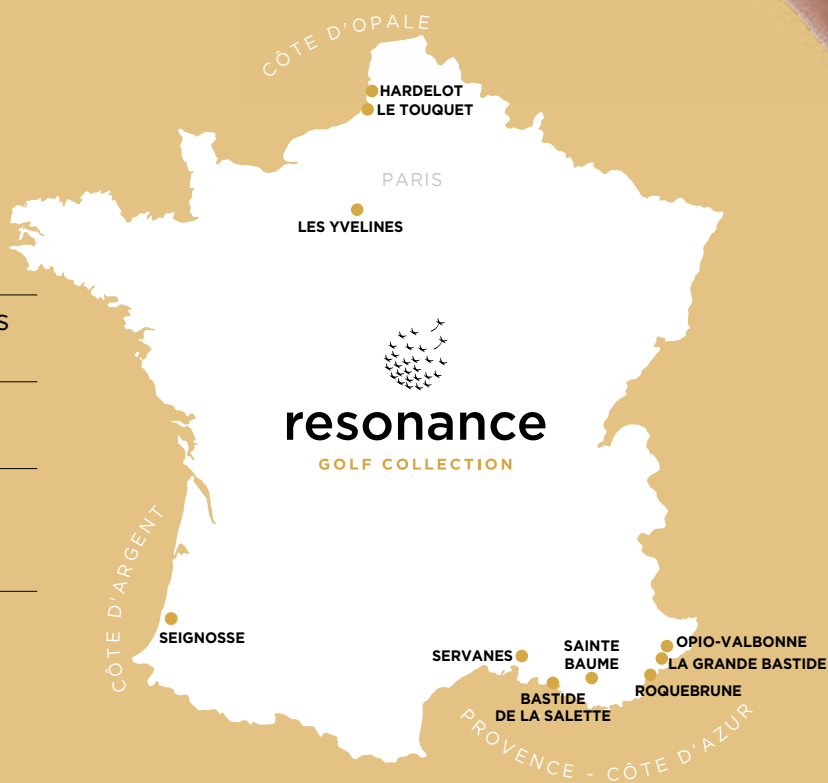 CÔTE D'OPALE
HARDELOT
LE TOUQUET
PARIS
LES YVELINES
S
resonance
GOLF COLLECTION
CÔTE D'ARGENT
SEIGNOSSE
SERVANES
SAINTE
BAUME
OPIO-VALBONNE
LA GRANDE BASTIDE
ROQUEBRUNE
BASTIDE
DE LA SALETTE
PROVENCE - CÔTE D'AZUR